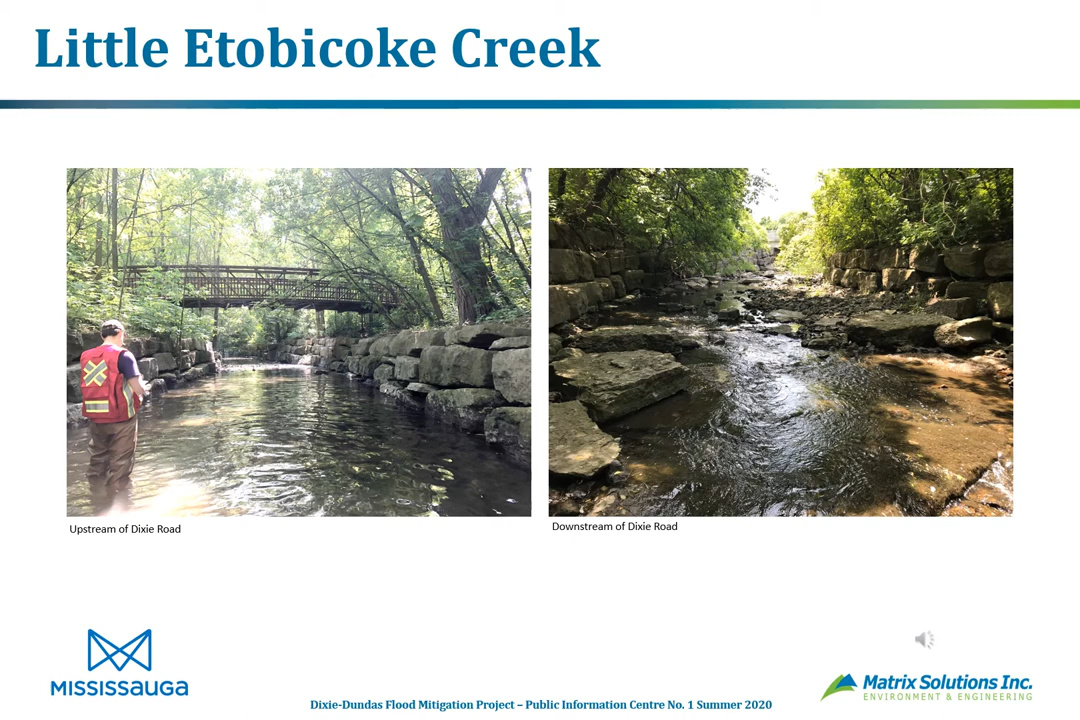 Little Etobicoke Creek
Upstream of Dixie Road
Downstream of Dixie Road
MISSISSAUGA
Matrix Solutions Inc.
ENVIRONMENT & ENGINEERING
Dixie-Dundas Flood Mitigation Project – Public Information Centre No. 1 Summer 2020